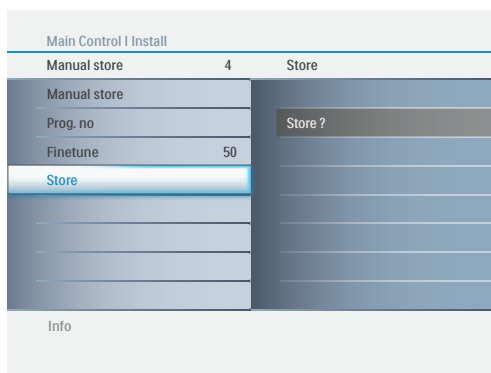 Main Control I Install
Manual store 4 Store
Manual store
Prog. no Store ?
Finetune 50
Store
Info